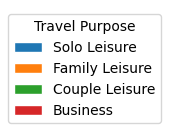 Travel Purpose
Solo Leisure
Family Leisure
Couple Leisure
Business